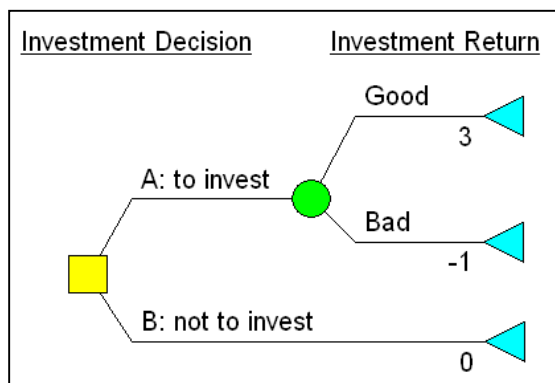 Investment Decision
Investment Return
Good
3
A: to invest
Bad
-1
B: not to invest
0